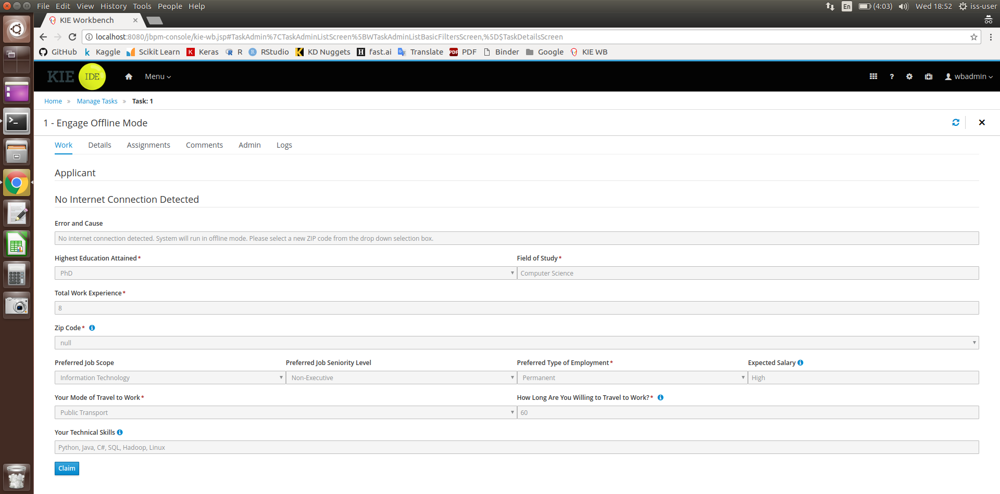 File Edit View History Tools People Help
En (4:03) Wed 18:52 iss-user
KIE Workbench
localhost:8080/jbpm-console/kie-wb.jsp#TaskAdmin%7CTaskAdminListScreen%5BWTaskAdminListBasicFiltersScreen,%5D$TaskDetailsScreen
GitHub Kaggle Scikit Learn Keras R RStudio KD Nuggets fast.ai Translate PDF Binder Google KIE WB
KIE IDE Menu wbadmin
Home » Manage Tasks » Task: 1
1 - Engage Offline Mode
Work Details Assignments Comments Admin Logs
Applicant
No Internet Connection Detected
Error and Cause
No internet connection detected. System will run in offline mode. Please select a new ZIP code from the drop down selection box.
Highest Education Attained* Field of Study*
PhD Computer Science
Total Work Experience*
8
Zip Code*
null
Preferred Job Scope Preferred Job Seniority Level Preferred Type of Employment* Expected Salary
Information Technology Non-Executive Permanent High
Your Mode of Travel to Work* How Long Are You Willing to Travel to Work?*
Public Transport 60
Your Technical Skills
Python, Java, C#, SQL, Hadoop, Linux
Claim